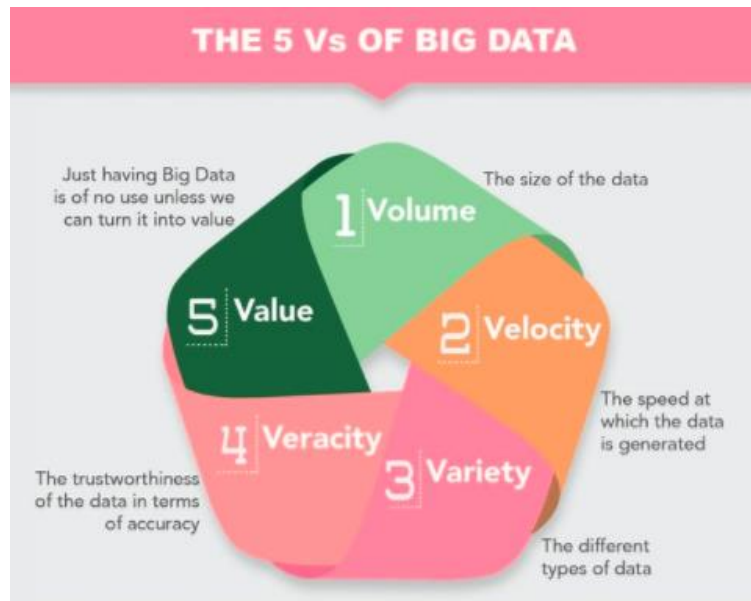 THE 5 Vs OF BIG DATA
1 Volume
The size of the data
2 Velocity
The speed at
which the data
is generated
3 Variety
The different
types of data
4 Veracity
The trustworthiness
of the data in terms
of accuracy
5 Value
Just having Big Data
is of no use unless we
can turn it into value